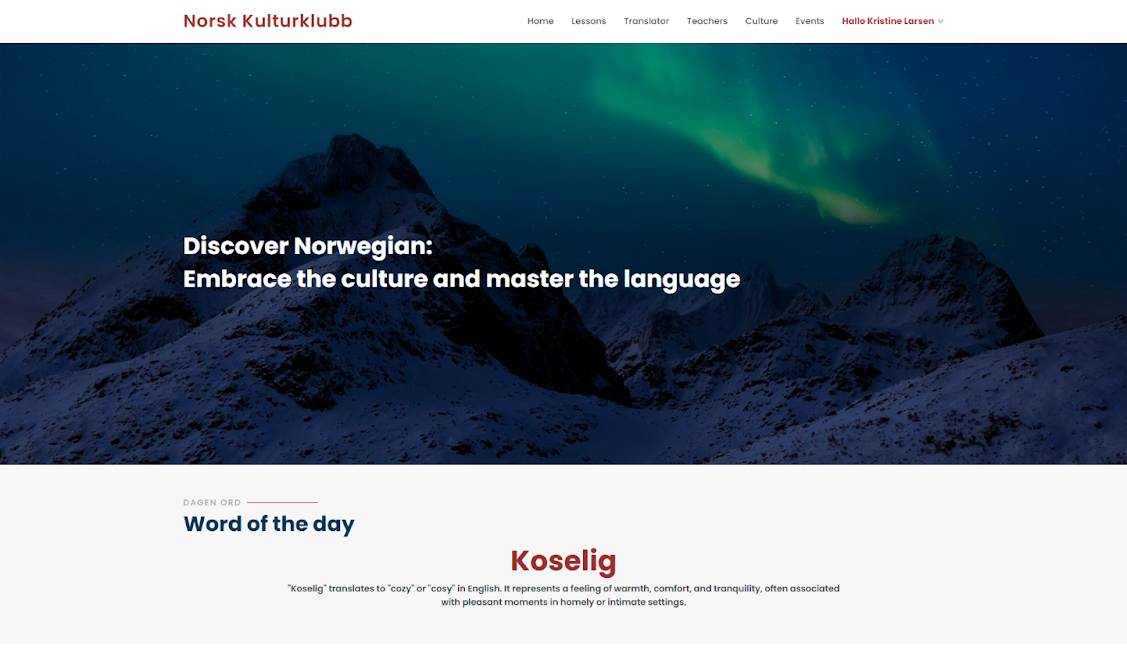 Norsk Kulturklubb
Home Lessons Translator Teachers Culture Events Hallo Kristine Larsen
Discover Norwegian:
Embrace the culture and master the language
DAGEN ORD
Word of the day
Koselig
"Koselig" translates to "cozy" or "cosy" in English. It represents a feeling of warmth, comfort, and tranquility, often associated
with pleasant moments in homely or intimate settings.